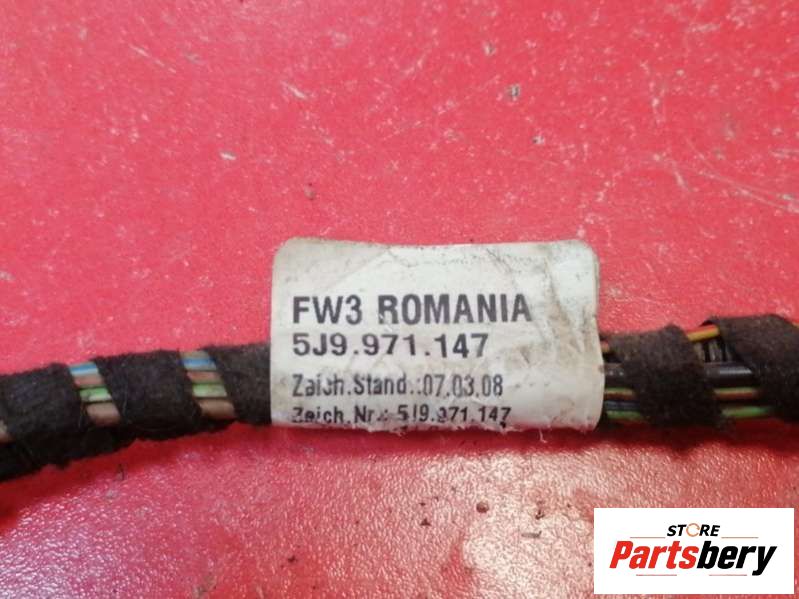 FW3 ROMANIA
5J9.971.147
Zeich.Stand.:07.03.08
Zeich.Nr.: 5J9.971.147
STORE
Partsbery